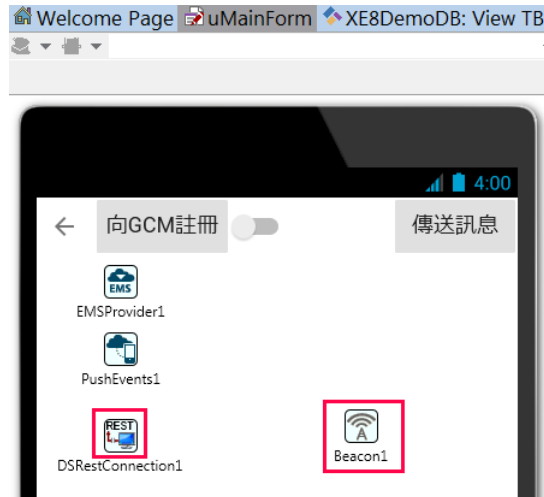 Welcome Page uMainForm XE8DemoDB: View TB
4:00
向GCM註冊 傳送訊息
EMS
EMSProvider1
PushEvents1
REST
A
DSRestConnection1 Beacon1